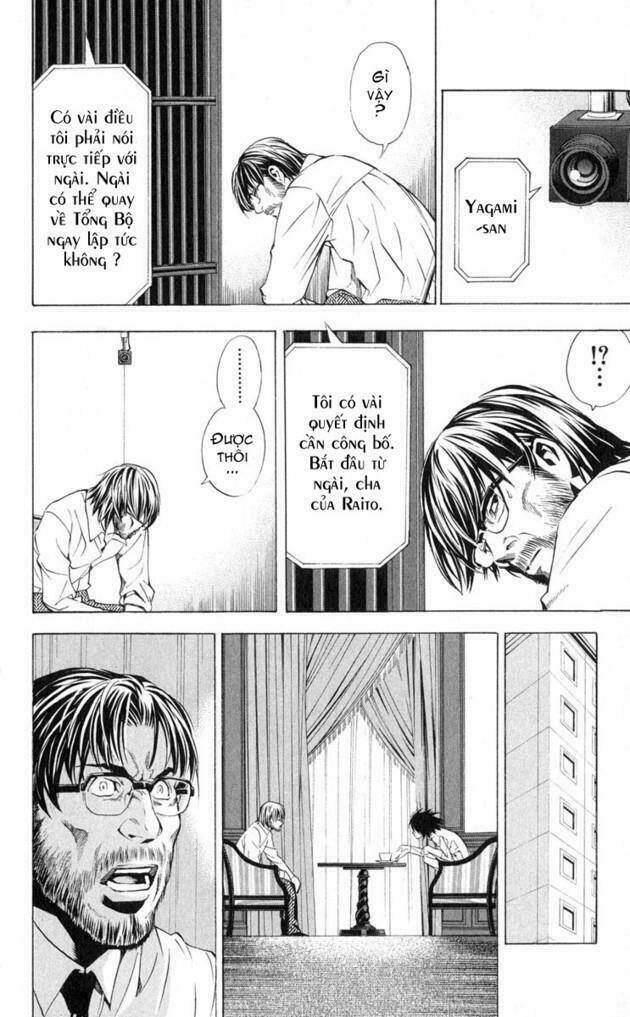 Yagami
-san
Gì
vậy?
Có vài điều
tôi phải nói
trực tiếp với
ngài. Ngài
có thể quay
về Tổng Bộ
ngay lập tức
không ?
!?...
Tôi có vài
quyết định
cần công bố.
Bắt đâu từ
ngài, cha
của Raito.
.........
Được
thôi
...